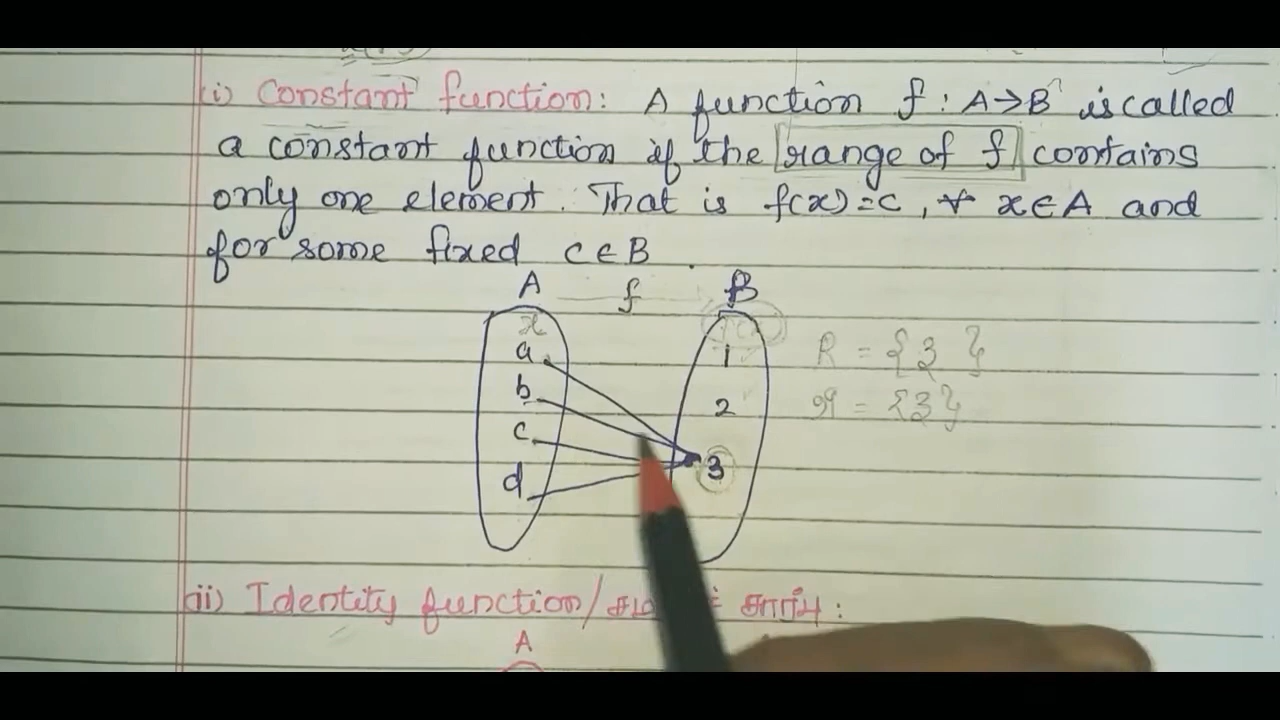 (i) Constant function: A function f: A→B is called
a constant function if the range of f contains
only one element. That is f(x)=c, ∀ x∈A and
for some fixed c∈B.
A f B
x
a 1 R = {3}
b 2 = {3}
c
3
d
(ii) Identity function/ சார்பு:
A